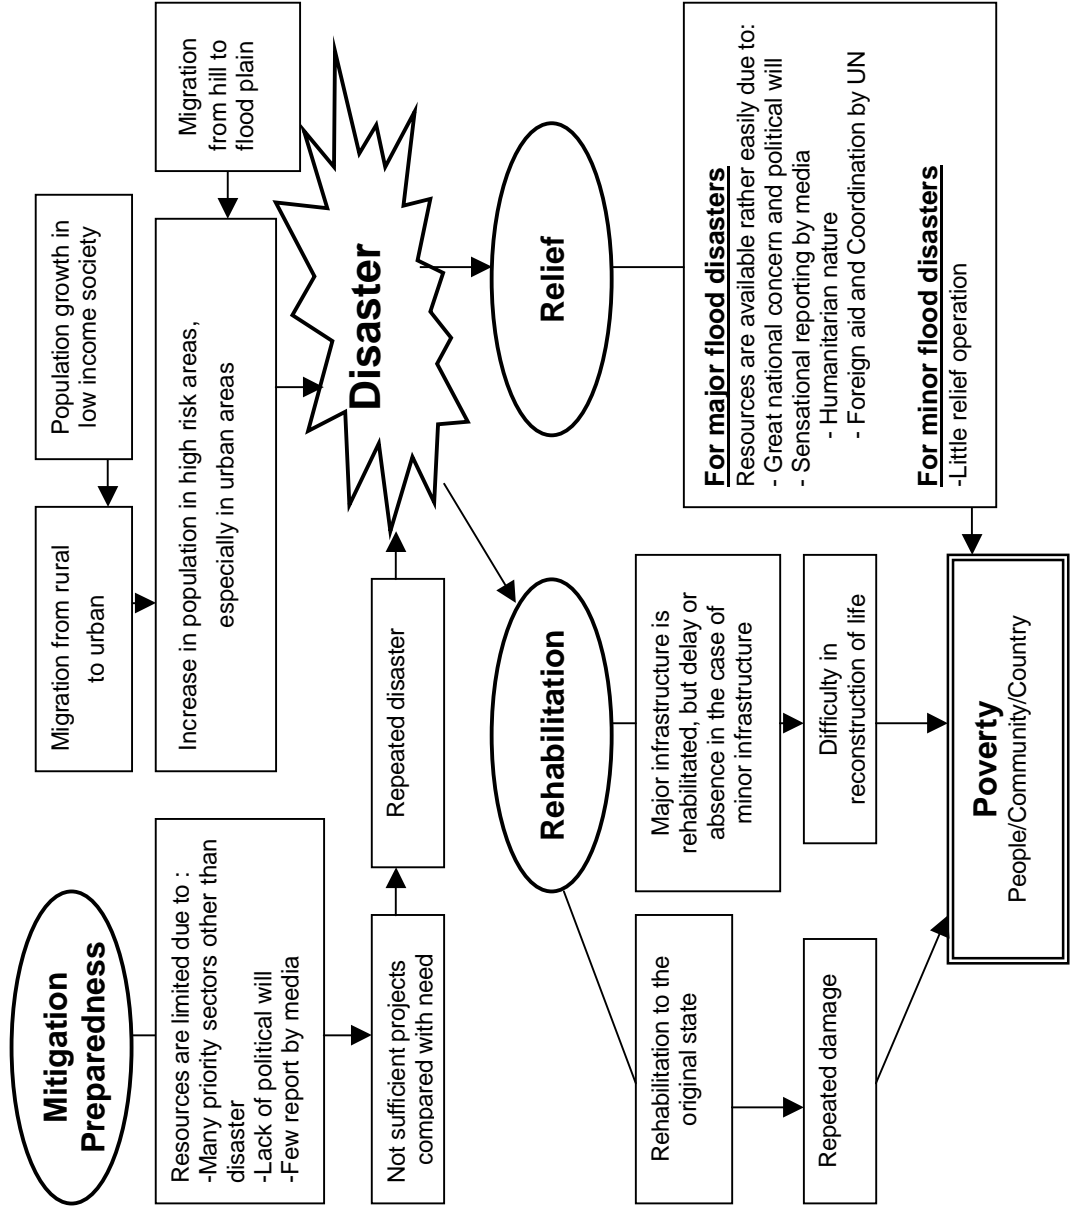 Mitigation
Preparedness
Resources are limited due to :
-Many priority sectors other than
disaster
-Lack of political will
-Few report by media
Not sufficient projects
compared with need
Repeated disaster
Population growth in
low income society
Migration from rural
to urban
Migration
from hill to
flood plain
Increase in population in high risk areas,
especially in urban areas
Disaster
Rehabilitation
Relief
Rehabilitation to the
original state
Repeated damage
Major infrastructure is
rehabilitated, but delay or
absence in the case of
minor infrastructure
Difficulty in
reconstruction of life
For major flood disasters
Resources are available rather easily due to:
- Great national concern and political will
- Sensational reporting by media
- Humanitarian nature
- Foreign aid and Coordination by UN
For minor flood disasters
-Little relief operation
Poverty
People/Community/Country